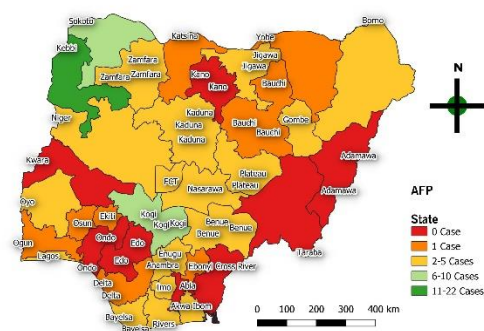 Sokoto
Katsina
Yobe
Borno
Kebbi
Zamfara
Zamfara
Zamfara
Jigawa
Jigawa
Kano
Kano
Bauchi
Niger
Kaduna
Kaduna
Kaduna
Bauchi
Bauchi
Gombe
Kwara
Adamawa
Adamawa
FCT
Plateau
Plateau
Nasarawa
Oyo
Kogi
Kogi
Kogi
Ekiti
Osun
Benue
Benue
Benue
Taraba
Ogun
Lagos
Ondo
Ondo
Edo
Edo
Enugu
Anambra
Ebony
Cross River
Delta
Delta
Imo
Abia
Akwa Ibom
Bayelsa
Bayelsa
Rivers
N
AFP
State
0 Case
1 Case
2-5 Cases
6-10 Cases
11-22 Cases
0 100 200 300 400 km